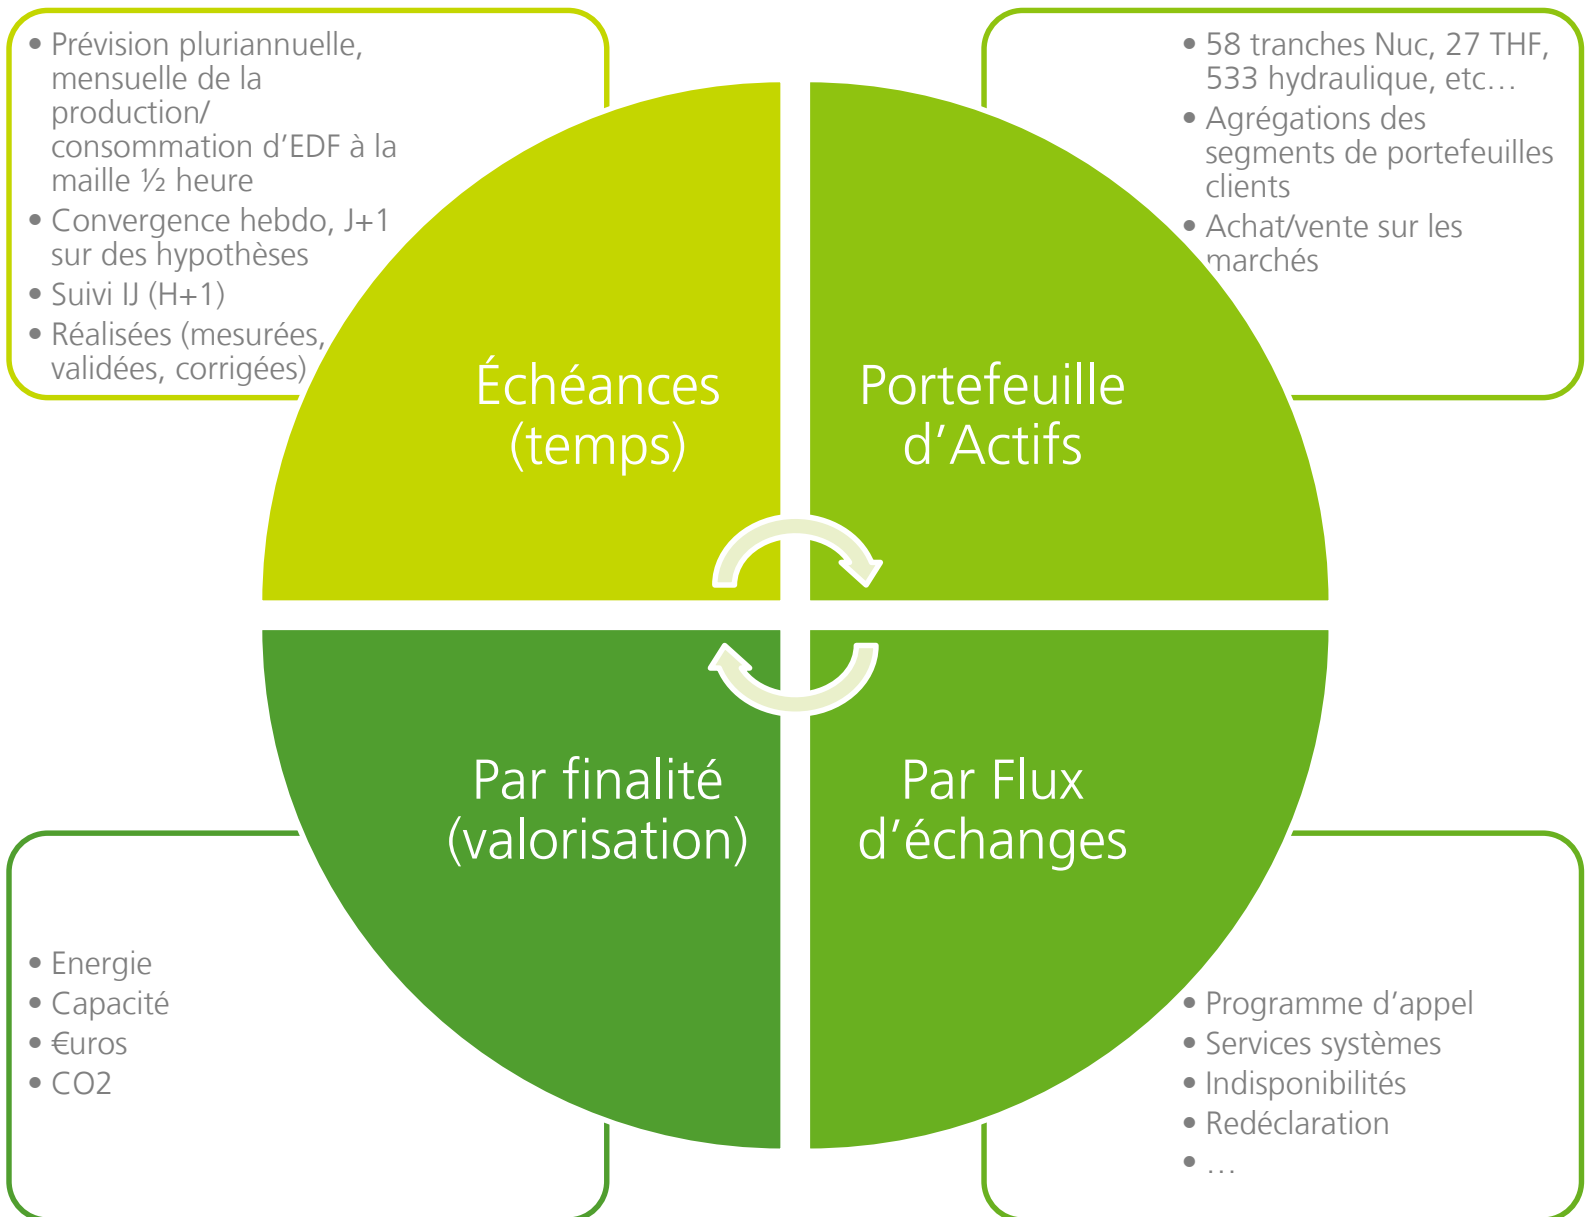 • Prévision pluriannuelle,
mensuelle de la
production/
consommation d’EDF à la
maille ½ heure
• Convergence hebdo, J+1
sur des hypothèses
• Suivi IJ (H+1)
• Réalisées (mesurées,
validées, corrigées)
• 58 tranches Nuc, 27 THF,
533 hydraulique, etc…
• Agrégations des
segments de portefeuilles
clients
• Achat/vente sur les
marchés
Échéances
(temps)
Portefeuille
d’Actifs
Par finalité
(valorisation)
Par Flux
d’échanges
• Energie
• Capacité
• €uros
• CO2
• Programme d’appel
• Services systèmes
• Indisponibilités
• Redéclaration
• …